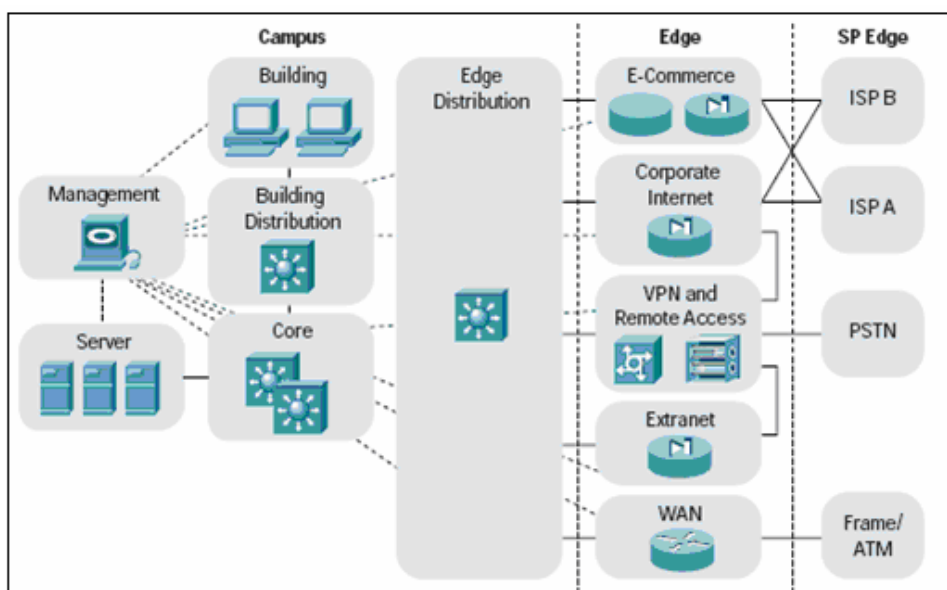 Campus
Edge
SP Edge
Building
Edge
Distribution
E-Commerce
ISP B
Management
Building
Distribution
Corporate
Internet
ISP A
Server
Core
VPN and
Remote Access
PSTN
Extranet
WAN
Frame/
ATM